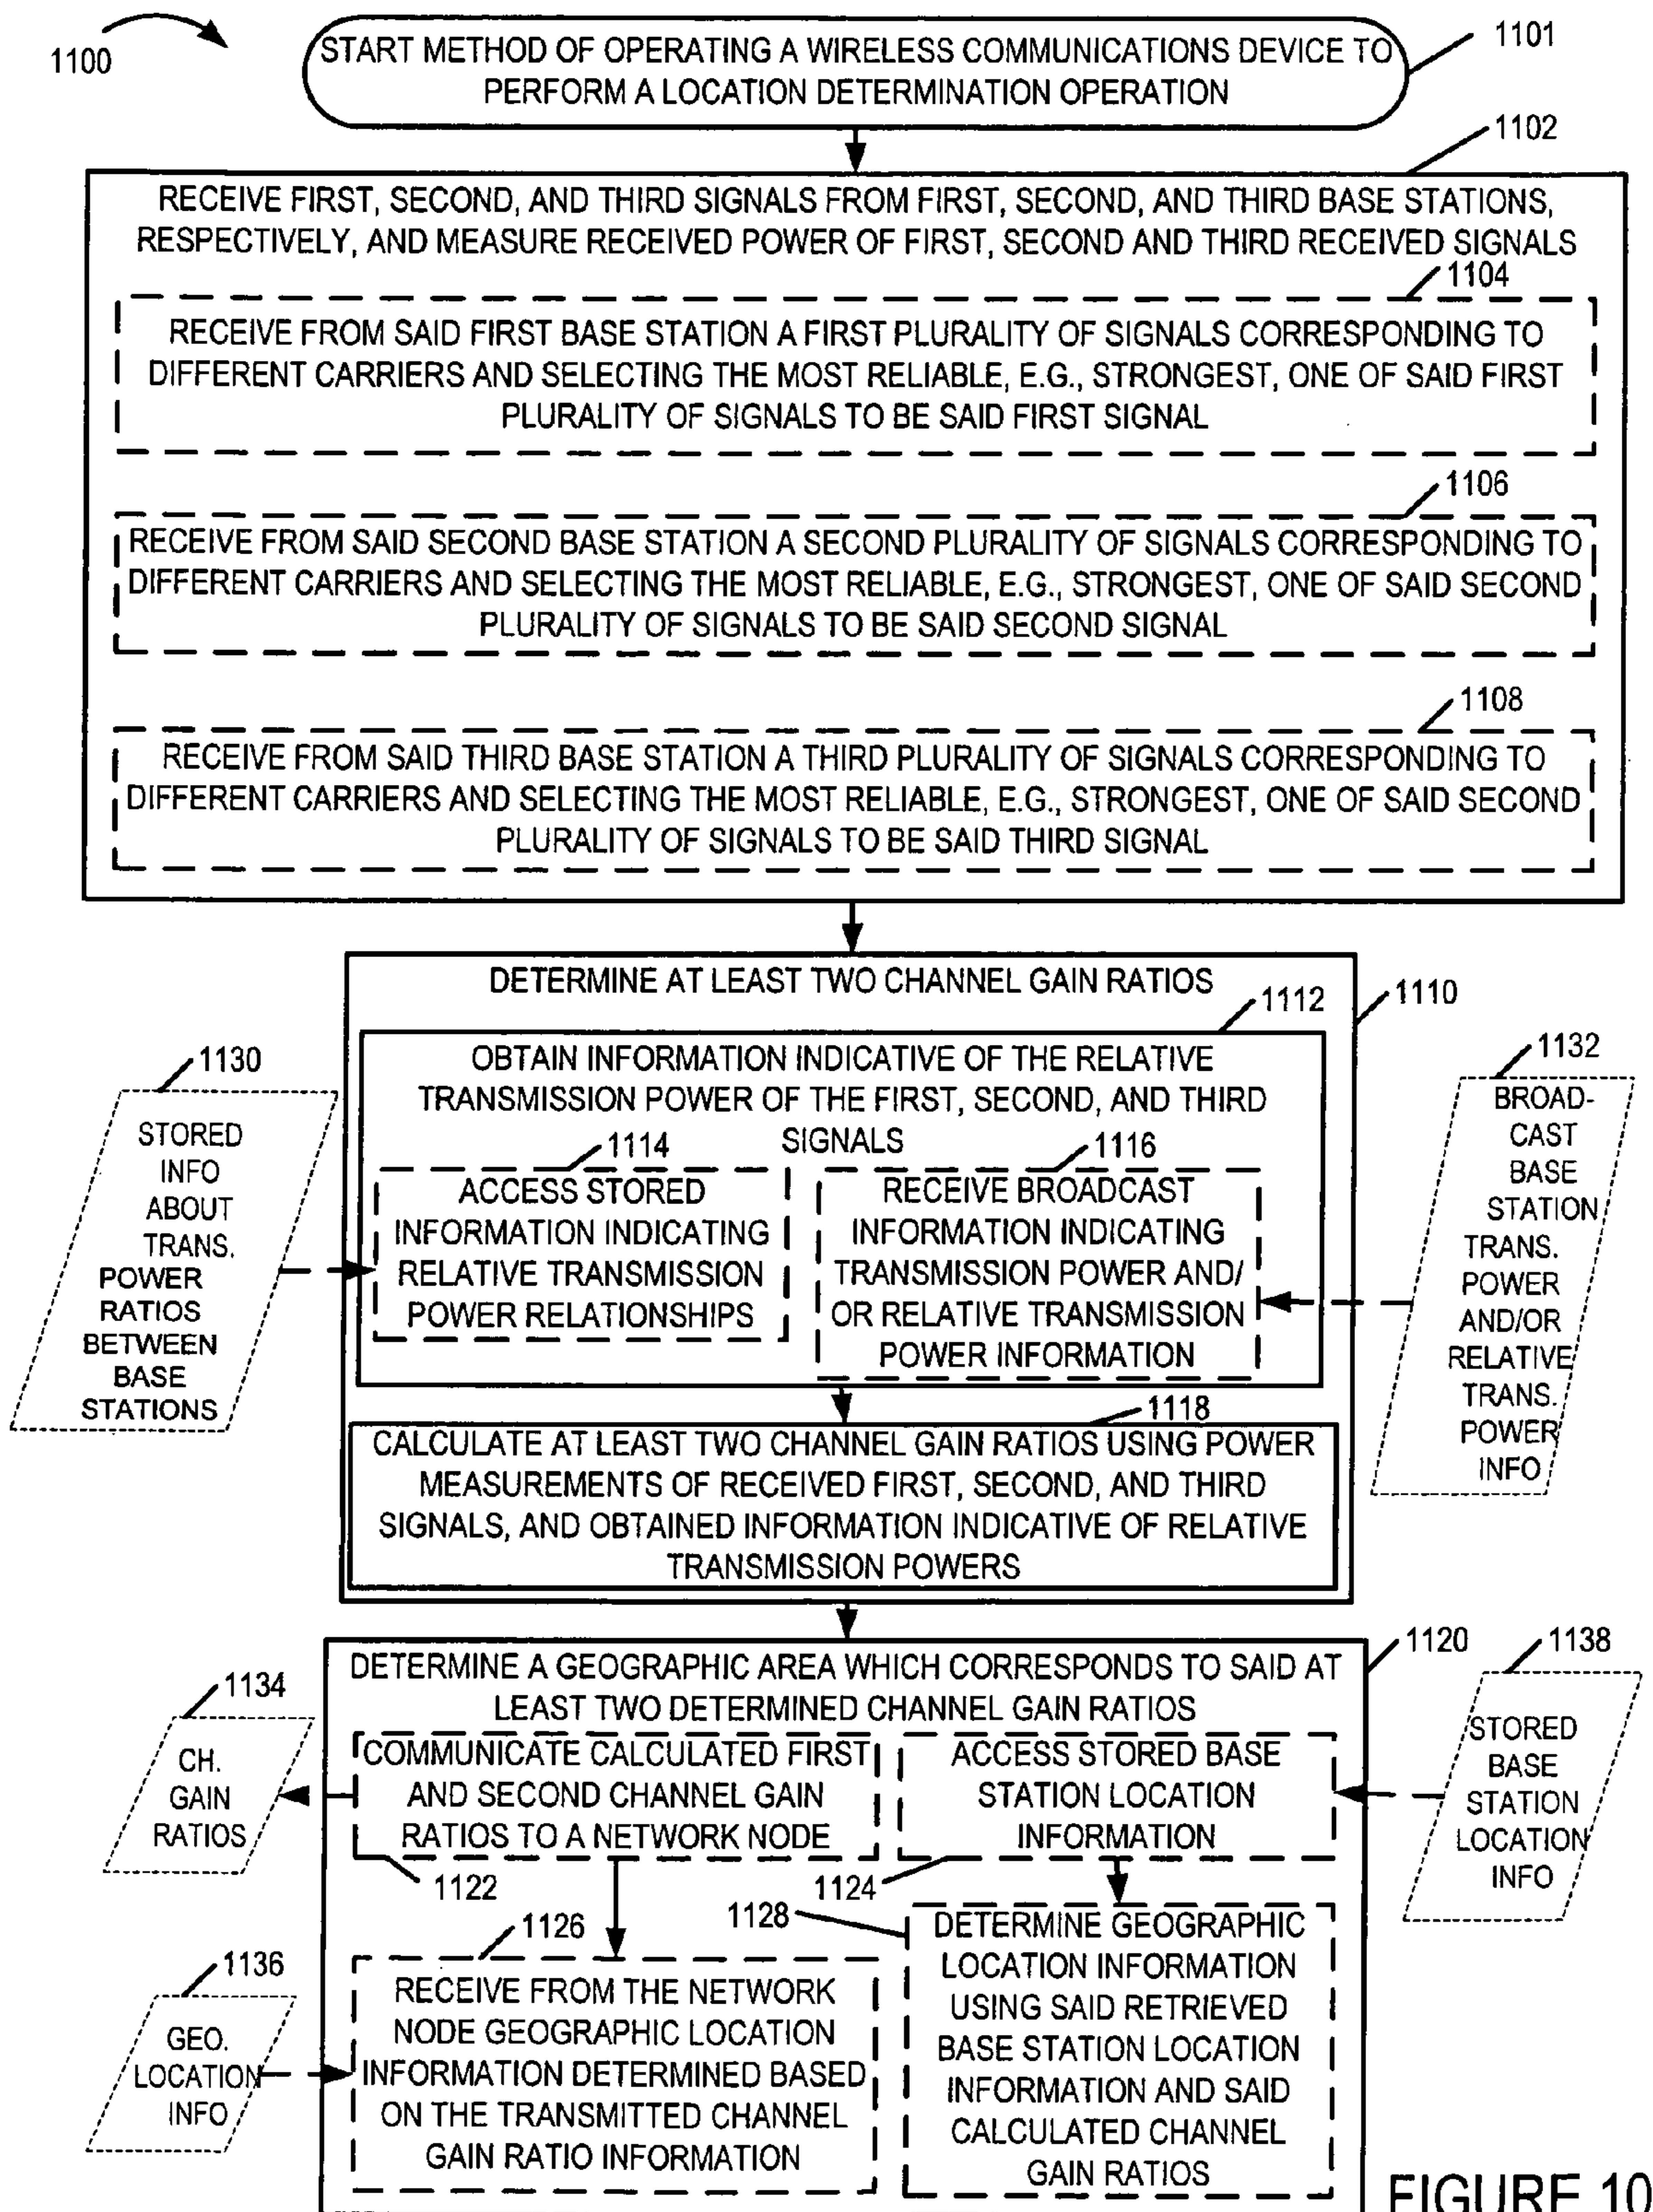 1100
START METHOD OF OPERATING A WIRELESS COMMUNICATIONS DEVICE TO
PERFORM A LOCATION DETERMINATION OPERATION
1101
1102
RECEIVE FIRST, SECOND, AND THIRD SIGNALS FROM FIRST, SECOND, AND THIRD BASE STATIONS,
RESPECTIVELY, AND MEASURE RECEIVED POWER OF FIRST, SECOND AND THIRD RECEIVED SIGNALS
1104
RECEIVE FROM SAID FIRST BASE STATION A FIRST PLURALITY OF SIGNALS CORRESPONDING TO
DIFFERENT CARRIERS AND SELECTING THE MOST RELIABLE, E.G., STRONGEST, ONE OF SAID FIRST
PLURALITY OF SIGNALS TO BE SAID FIRST SIGNAL
1106
RECEIVE FROM SAID SECOND BASE STATION A SECOND PLURALITY OF SIGNALS CORRESPONDING TO
DIFFERENT CARRIERS AND SELECTING THE MOST RELIABLE, E.G., STRONGEST, ONE OF SAID SECOND
PLURALITY OF SIGNALS TO BE SAID SECOND SIGNAL
1108
RECEIVE FROM SAID THIRD BASE STATION A THIRD PLURALITY OF SIGNALS CORRESPONDING TO
DIFFERENT CARRIERS AND SELECTING THE MOST RELIABLE, E.G., STRONGEST, ONE OF SAID SECOND
PLURALITY OF SIGNALS TO BE SAID THIRD SIGNAL
DETERMINE AT LEAST TWO CHANNEL GAIN RATIOS
1110
1112
OBTAIN INFORMATION INDICATIVE OF THE RELATIVE
TRANSMISSION POWER OF THE FIRST, SECOND, AND THIRD
SIGNALS
1130
STORED
INFO
ABOUT
TRANS.
POWER
RATIOS
BETWEEN
BASE
STATIONS
1114
ACCESS STORED
INFORMATION INDICATING
RELATIVE TRANSMISSION
POWER RELATIONSHIPS
1116
RECEIVE BROADCAST
INFORMATION INDICATING
TRANSMISSION POWER AND/
OR RELATIVE TRANSMISSION
POWER INFORMATION
1132
BROAD-
CAST
BASE
STATION
TRANS.
POWER
AND/OR
RELATIVE
TRANS.
POWER
INFO
1118
CALCULATE AT LEAST TWO CHANNEL GAIN RATIOS USING POWER
MEASUREMENTS OF RECEIVED FIRST, SECOND, AND THIRD
SIGNALS, AND OBTAINED INFORMATION INDICATIVE OF RELATIVE
TRANSMISSION POWERS
1120
DETERMINE A GEOGRAPHIC AREA WHICH CORRESPONDS TO SAID AT
LEAST TWO DETERMINED CHANNEL GAIN RATIOS
1134
CH.
GAIN
RATIOS
COMMUNICATE CALCULATED FIRST
AND SECOND CHANNEL GAIN
RATIOS TO A NETWORK NODE
1122
ACCESS STORED BASE
STATION LOCATION
INFORMATION
1124
1138
STORED
BASE
STATION
LOCATION
INFO
1136
GEO.
LOCATION
INFO
1126
RECEIVE FROM THE NETWORK
NODE GEOGRAPHIC LOCATION
INFORMATION DETERMINED BASED
ON THE TRANSMITTED CHANNEL
GAIN RATIO INFORMATION
1128
DETERMINE GEOGRAPHIC
LOCATION INFORMATION
USING SAID RETRIEVED
BASE STATION LOCATION
INFORMATION AND SAID
CALCULATED CHANNEL
GAIN RATIOS
FIGURE 10